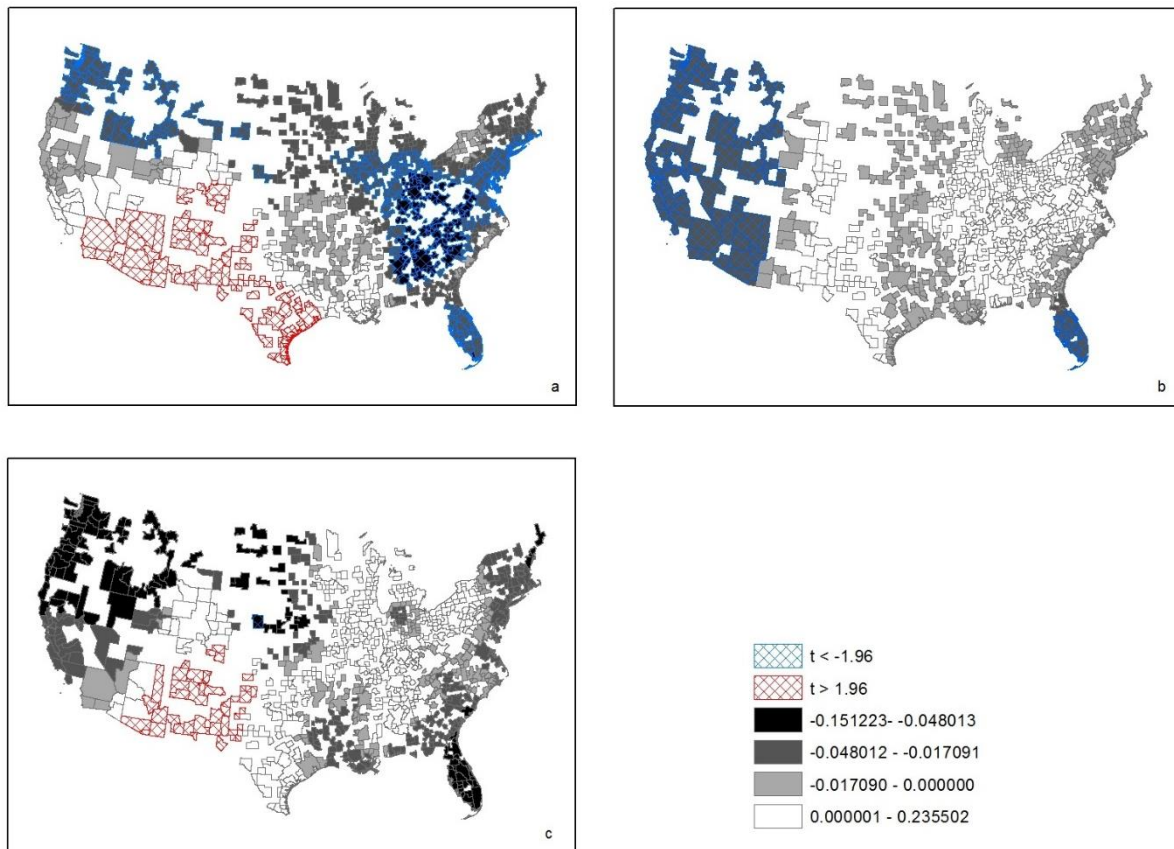 a
b
c
t < -1.96
t > 1.96
-0.151223- -0.048013
-0.048012 - -0.017091
-0.017090 - 0.000000
0.000001 - 0.235502